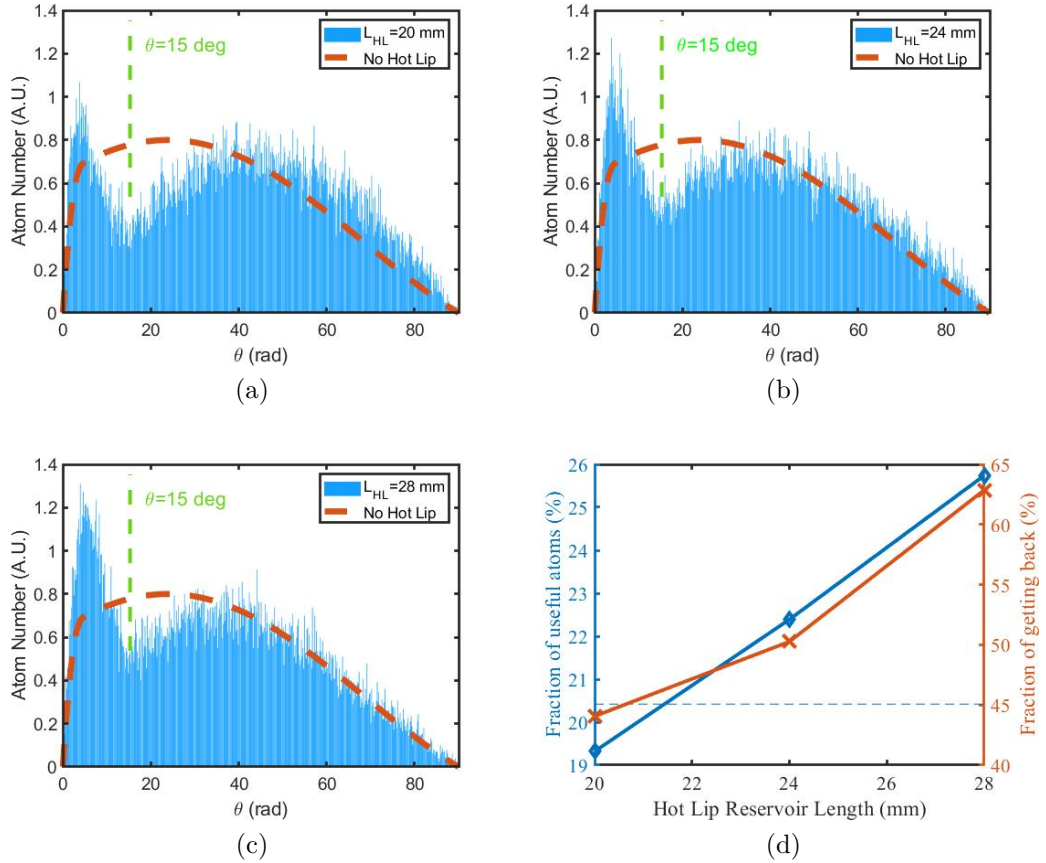 1.4
1.2
1
0.8
0.6
0.4
0.2
0
Atom Number (A.U.)
θ=15 deg
L_HL=20 mm
No Hot Lip
0 20 40 60 80
θ (rad)
(a)
1.4
1.2
1
0.8
0.6
0.4
0.2
0
Atom Number (A.U.)
θ=15 deg
L_HL=24 mm
No Hot Lip
0 20 40 60 80
θ (rad)
(b)
1.4
1.2
1
0.8
0.6
0.4
0.2
0
Atom Number (A.U.)
θ=15 deg
L_HL=28 mm
No Hot Lip
0 20 40 60 80
θ (rad)
(c)
26
25
24
23
22
21
20
19
Fraction of useful atoms (%)
65
60
55
50
45
40
Fraction of getting back (%)
20 22 24 26 28
Hot Lip Reservoir Length (mm)
(d)